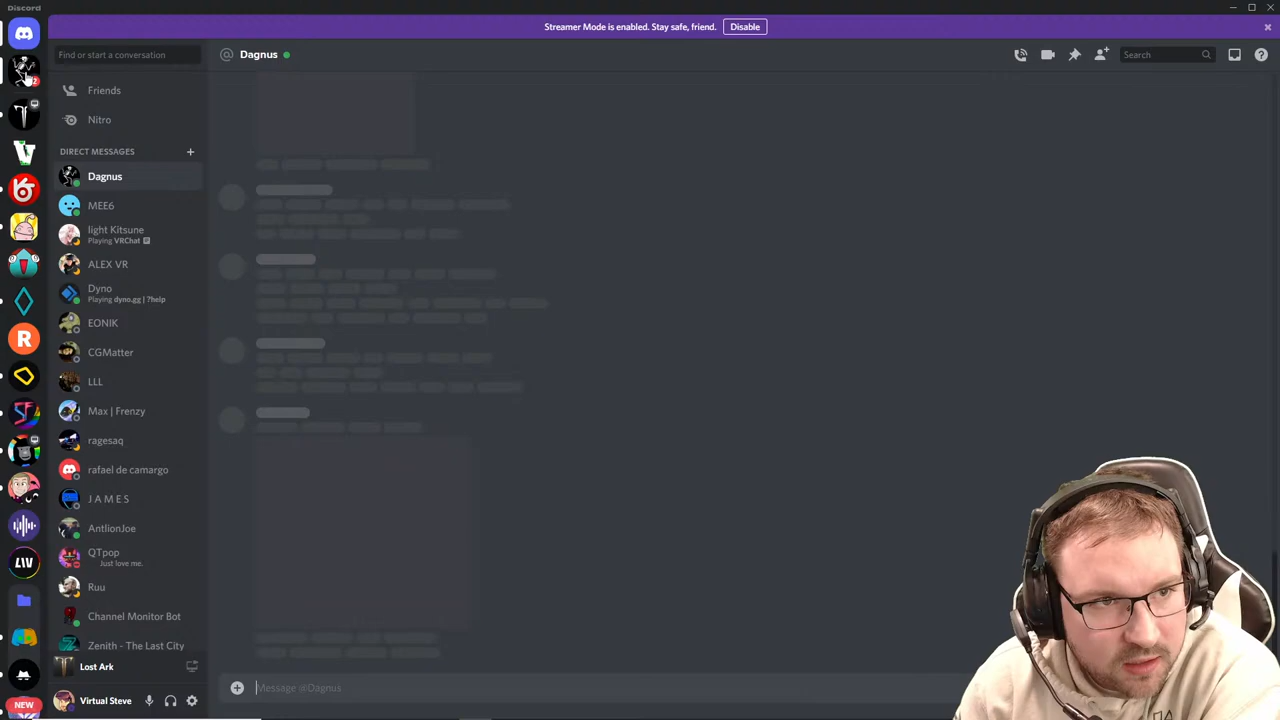 Discord
Streamer Mode is enabled. Stay safe, friend.
Disable
Find or start a conversation
Dagnus
Search
Friends
Nitro
DIRECT MESSAGES
Dagnus
MEE6
light Kitsune
Playing VRChat
ALEX VR
Dyno
Playing dyno.gg | ?help
EONIK
CGMatter
LLL
Max | Frenzy
ragesaq
rafael de camargo
J A M E S
AntlionJoe
QTpop
Just love me.
LIV
Ruu
Channel Monitor Bot
Zenith - The Last City
Lost Ark
Message @Dagnus
Virtual Steve
NEW